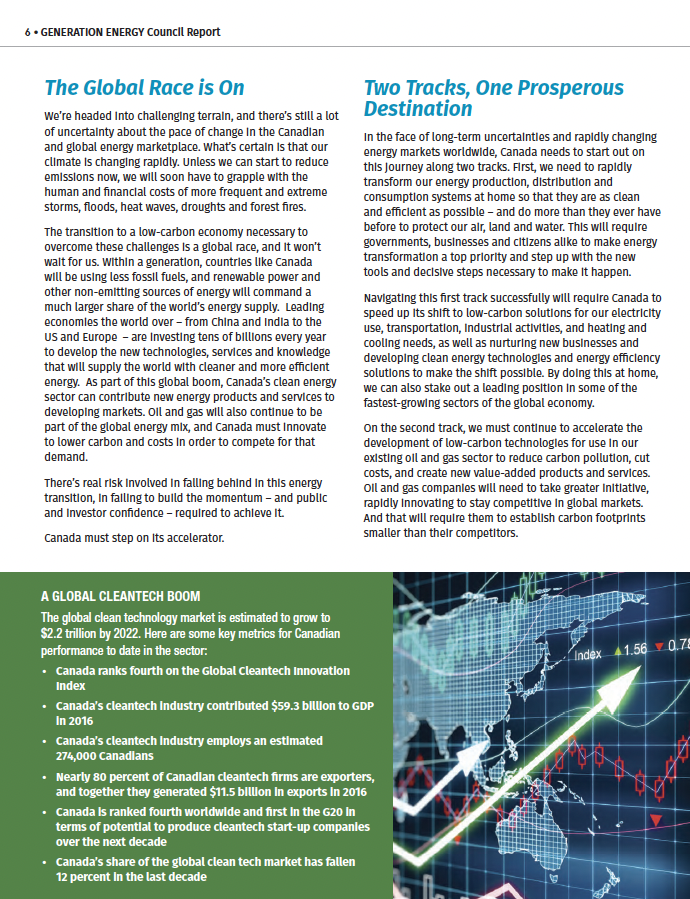 6 • GENERATION ENERGY Council Report
The Global Race is On
We're headed into challenging terrain, and there's still a lot
of uncertainty about the pace of change in the Canadian
and global energy marketplace. What's certain is that our
climate is changing rapidly. Unless we can start to reduce
emissions now, we will soon have to grapple with the
human and financial costs of more frequent and extreme
storms, floods, heat waves, droughts and forest fires.
The transition to a low-carbon economy necessary to
overcome these challenges is a global race, and it won't
wait for us. Within a generation, countries like Canada
will be using less fossil fuels, and renewable power and
other non-emitting sources of energy will command a
much larger share of the world's energy supply.  Leading
economies the world over – from China and India to the
US and Europe  – are investing tens of billions every year
to develop the new technologies, services and knowledge
that will supply the world with cleaner and more efficient
energy.  As part of this global boom, Canada's clean energy
sector can contribute new energy products and services to
developing markets. Oil and gas will also continue to be
part of the global energy mix, and Canada must innovate
to lower carbon and costs in order to compete for that
demand.
There's real risk involved in falling behind in this energy
transition, in failing to build the momentum – and public
and investor confidence – required to achieve it.
Canada must step on its accelerator.
Two Tracks, One Prosperous
Destination
In the face of long-term uncertainties and rapidly changing
energy markets worldwide, Canada needs to start out on
this journey along two tracks. First, we need to rapidly
transform our energy production, distribution and
consumption systems at home so that they are as clean
and efficient as possible – and do more than they ever have
before to protect our air, land and water. This will require
governments, businesses and citizens alike to make energy
transformation a top priority and step up with the new
tools and decisive steps necessary to make it happen.
Navigating this first track successfully will require Canada to
speed up its shift to low-carbon solutions for our electricity
use, transportation, industrial activities, and heating and
cooling needs, as well as nurturing new businesses and
developing clean energy technologies and energy efficiency
solutions to make the shift possible. By doing this at home,
we can also stake out a leading position in some of the
fastest-growing sectors of the global economy.
On the second track, we must continue to accelerate the
development of low-carbon technologies for use in our
existing oil and gas sector to reduce carbon pollution, cut
costs, and create new value-added products and services.
Oil and gas companies will need to take greater initiative,
rapidly innovating to stay competitive in global markets.
And that will require them to establish carbon footprints
smaller than their competitors.
A GLOBAL CLEANTECH BOOM
The global clean technology market is estimated to grow to
$2.2 trillion by 2022. Here are some key metrics for Canadian
performance to date in the sector:
• Canada ranks fourth on the Global Cleantech Innovation
Index
• Canada's cleantech industry contributed $59.3 billion to GDP
in 2016
• Canada's cleantech industry employs an estimated
274,000 Canadians
• Nearly 80 percent of Canadian cleantech firms are exporters,
and together they generated $11.5 billion in exports in 2016
• Canada is ranked fourth worldwide and first in the G20 in
terms of potential to produce cleantech start-up companies
over the next decade
• Canada's share of the global clean tech market has fallen
12 percent in the last decade
Index ▲1.56 ▼0.78